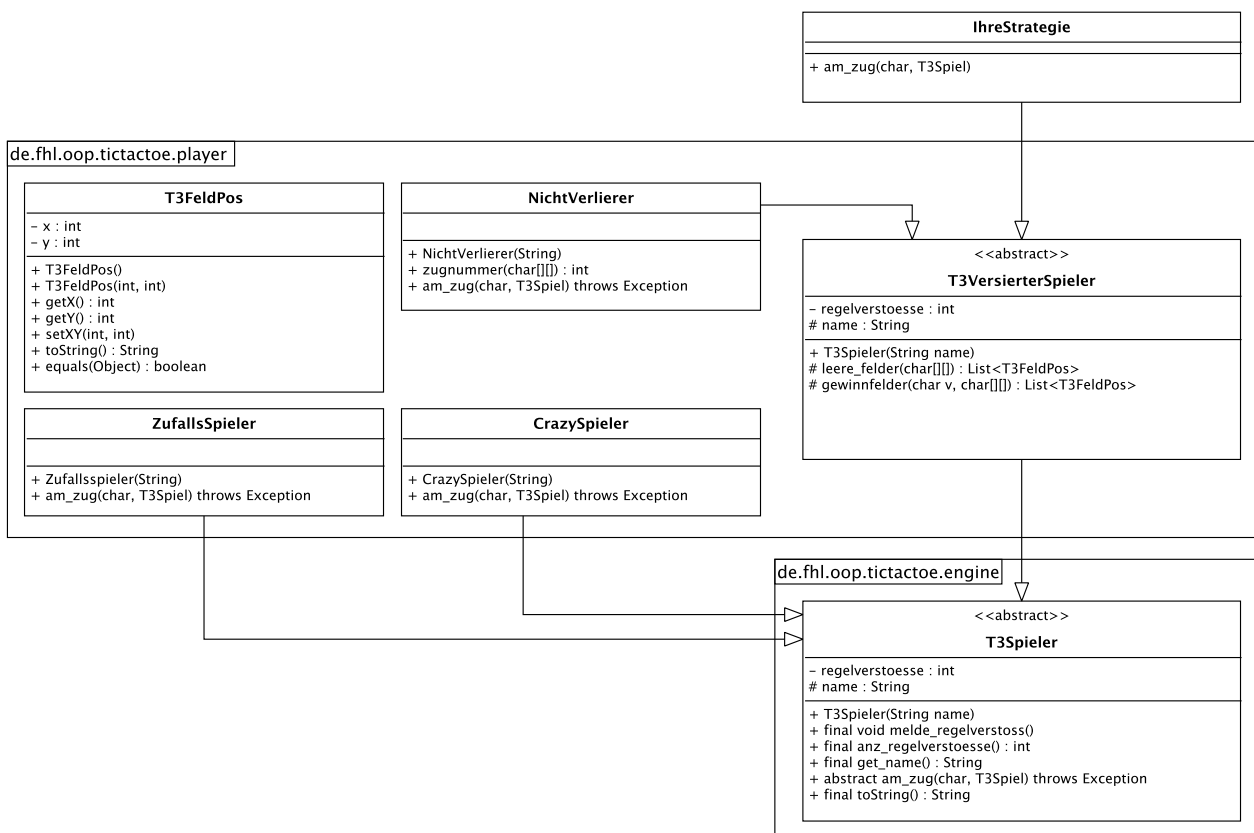 IhreStrategie
+ am_zug(char, T3Spiel)
de.fhl.oop.tictactoe.player
T3FeldPos
– x : int
– y : int
+ T3FeldPos()
+ T3FeldPos(int, int)
+ getX() : int
+ getY() : int
+ setXY(int, int)
+ toString() : String
+ equals(Object) : boolean
NichtVerlierer
+ NichtVerlierer(String)
+ zugnummer(char[][]) : int
+ am_zug(char, T3Spiel) throws Exception
<<abstract>>
T3VersierterSpieler
– regelverstoesse : int
# name : String
+ T3Spieler(String name)
# leere_felder(char[][]) : List<T3FeldPos>
# gewinnfelder(char v, char[][]) : List<T3FeldPos>
ZufallsSpieler
+ Zufallsspieler(String)
+ am_zug(char, T3Spiel) throws Exception
CrazySpieler
+ CrazySpieler(String)
+ am_zug(char, T3Spiel) throws Exception
de.fhl.oop.tictactoe.engine
<<abstract>>
T3Spieler
– regelverstoesse : int
# name : String
+ T3Spieler(String name)
+ final void melde_regelverstoss()
+ final anz_regelverstoesse() : int
+ final get_name() : String
+ abstract am_zug(char, T3Spiel) throws Exception
+ final toString() : String